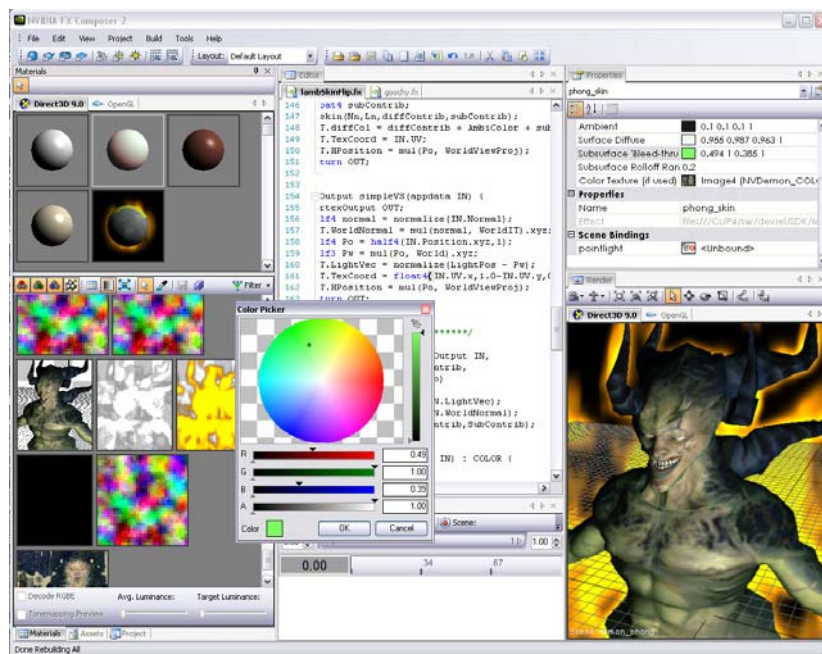 NVIDIA FX Composer 2
File Edit View Project Build Tools Help
Layout: Default Layout
Materials
Direct3D 9.0 OpenGL
Filter
Decode RGBE Avg. Luminance: Target Luminance:
Tonemapping Preview
Materials Assets Project
Done Rebuilding All
Editor
lambSkinHlp.fx goochy.fx
146 oat4 subContrib;
147 skin(Nn,Ln,diffContrib,subContrib);
148 T.diffCol = diffContrib + AmbiColor + sub
149 T.TexCoord = IN.UV;
150 T.HPosition = mul(Po, WorldViewProj);
151 turn OUT;
152
153
154 Output simpleVS(appdata IN) {
155 rtexOutput OUT;
156 lf4 normal = normalize(IN.Normal);
157 T.WorldNormal = mul(normal, WorldIT).xyz;
158 lf4 Po = half4(IN.Position.xyz,1);
159 lf3 Pw = mul(Po, World).xyz;
160 T.LightVec = normalize(LightPos - Pw);
161 T.TexCoord = float4(IN.UV.x,1.0-IN.UV.y,0
162 T.HPosition = mul(Po, WorldViewProj);
163 turn OUT;
******/
Output IN,
ntrib,
o)
N.LightVec);
N.WorldNormal);
ntrib,SubContrib);
IN) : COLOR {
Color Picker
R 0.49
G 1.00
B 0.39
A 1.00
Color OK Cancel
Scene:
1.00
0.00 .34 .67
Properties
phong_skin
Ambient 0.1 0.1 0.1 1
Surface Diffuse 0.955 0.987 0.963 1
Subsurface 'Bleed-thru 0.494 1 0.385 1
Subsurface Rolloff Ran 0.2
Color Texture (if used) Image4 (NVDemon_COL
Properties
Name phong_skin
Effect
Scene Bindings
pointlight <Unbound>
Render
Direct3D 9.0 OpenGL